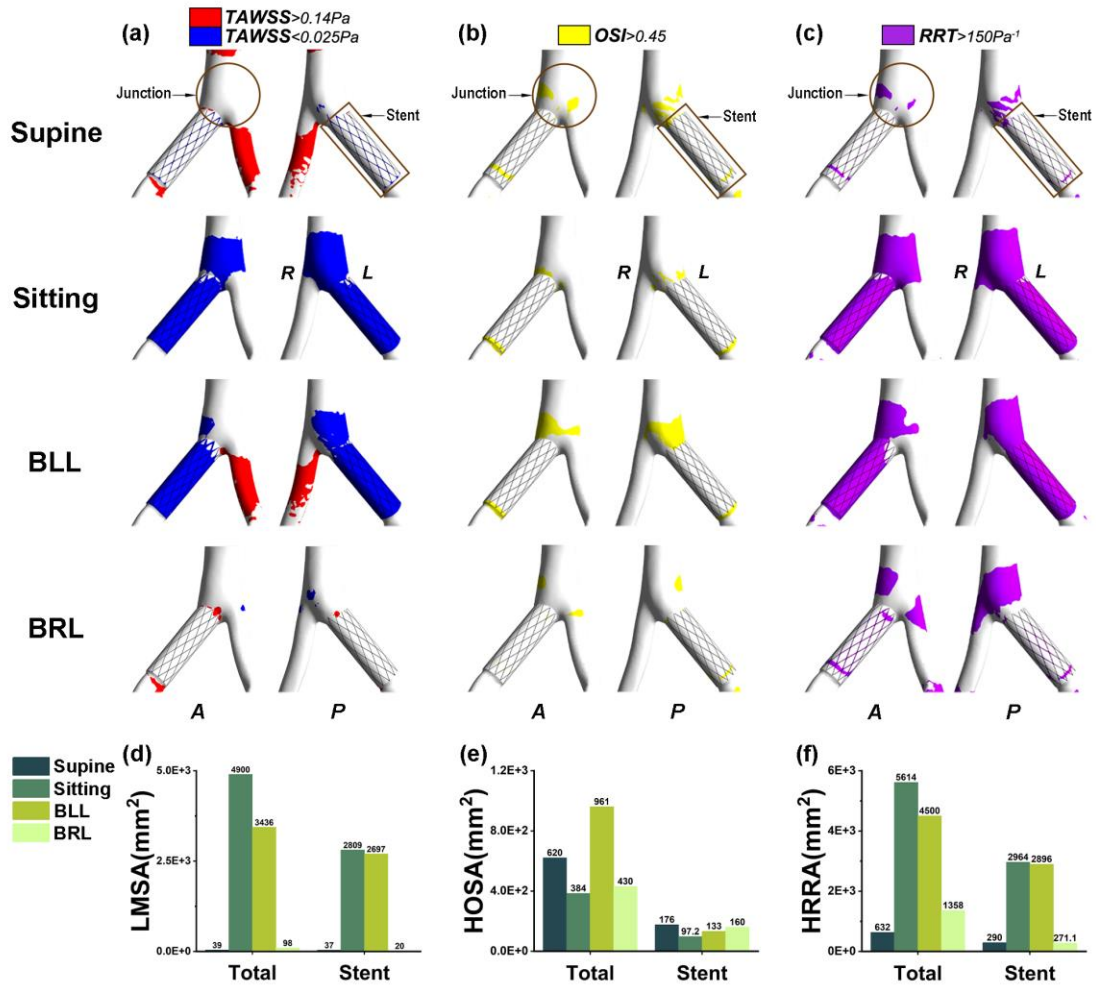 (a)
TAWSS>0.14Pa
TAWSS<0.025Pa
(b)
OSI>0.45
(c)
RRT>150Pa⁻¹
Supine
Junction
Stent
Junction
Stent
Junction
Stent
Sitting
R
L
R
L
R
L
BLL
BRL
A
P
A
P
A
P
Supine
Sitting
BLL
BRL
(d)
LMSA(mm²)
5.0E+3
2.5E+3
0.0E+0
39
4900
3436
98
37
2809
2697
20
Total
Stent
(e)
HOSA(mm²)
1.2E+3
8.0E+2
4.0E+2
0.0E+0
620
384
961
430
176
97.2
133
160
Total
Stent
(f)
HRRA(mm²)
6E+3
4E+3
2E+3
0E+0
632
5614
4500
1358
290
2964
2896
271.1
Total
Stent